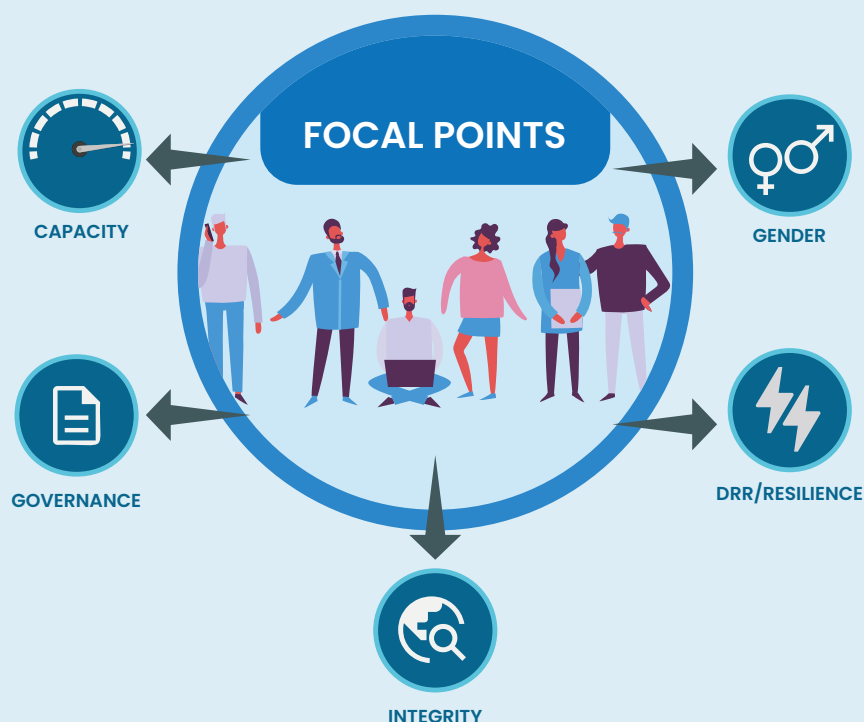 FOCAL POINTS
CAPACITY
GENDER
GOVERNANCE
DRR/RESILIENCE
INTEGRITY